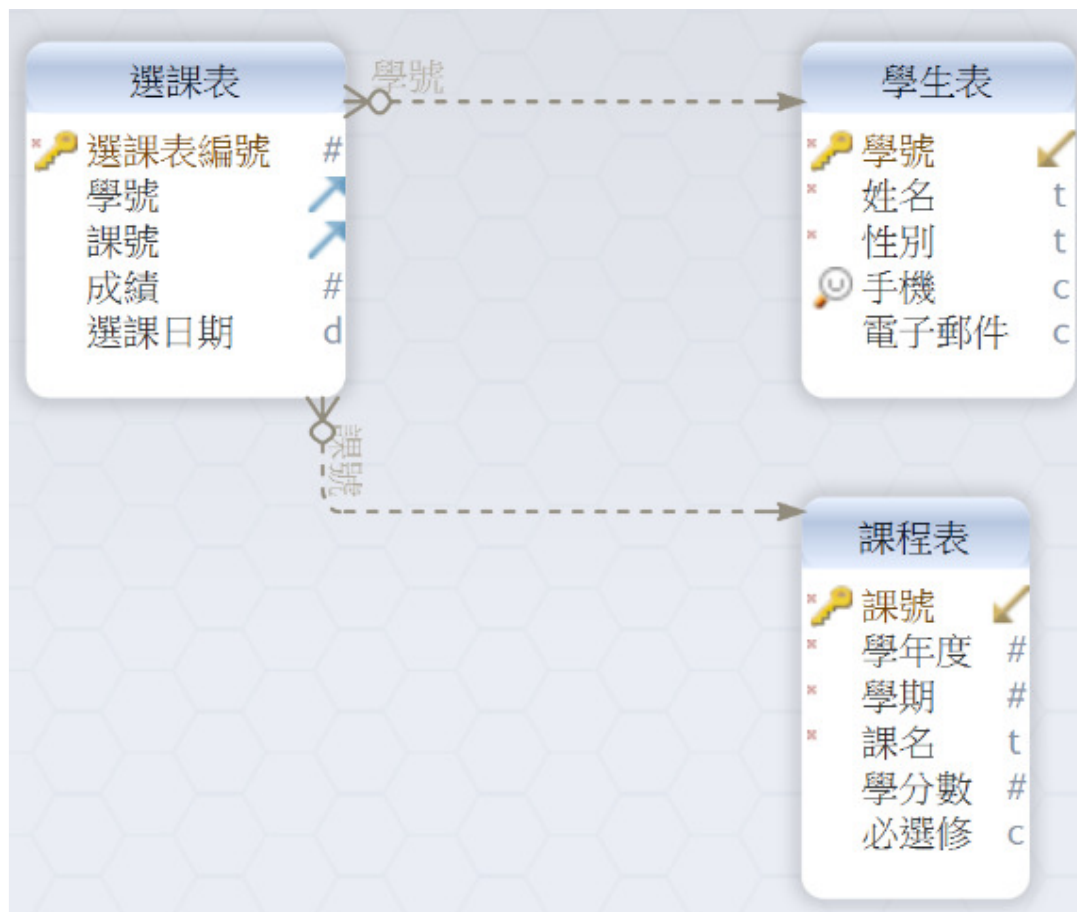 選課表
選課表編號 #
學號
課號
成績 #
選課日期 d
學號
課號
學生表
學號
姓名 t
性別 t
手機 c
電子郵件 c
課程表
課號
學年度 #
學期 #
課名 t
學分數 #
必選修 c